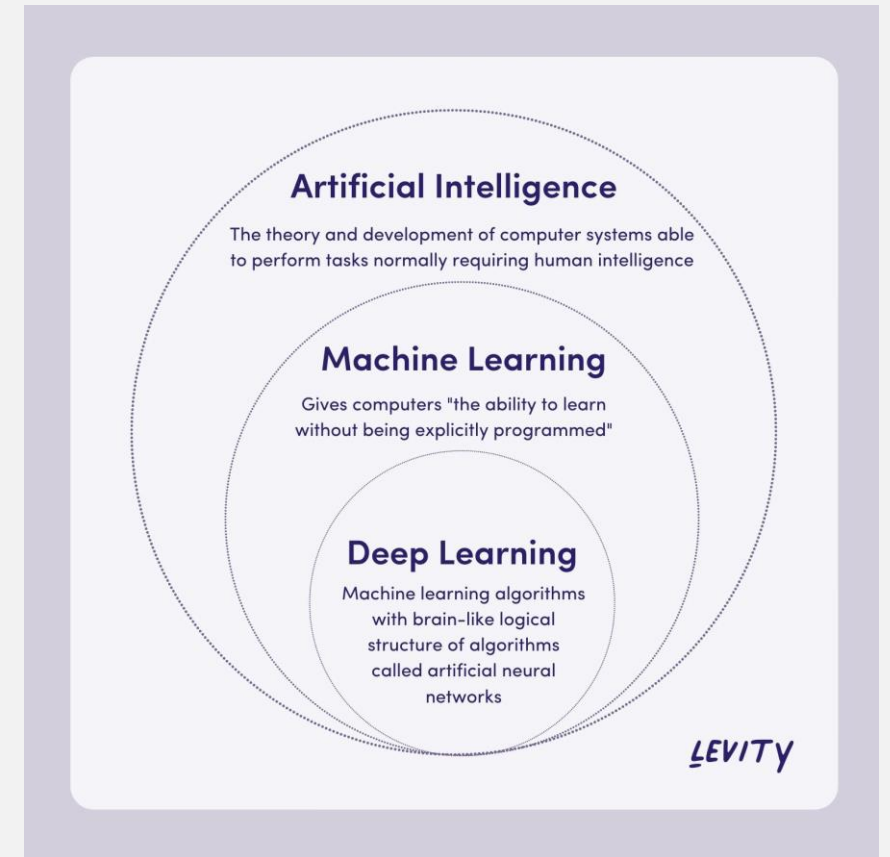 Artificial Intelligence
The theory and development of computer systems able
to perform tasks normally requiring human intelligence
Machine Learning
Gives computers "the ability to learn
without being explicitly programmed"
Deep Learning
Machine learning algorithms
with brain-like logical
structure of algorithms
called artificial neural
networks
LEVITY